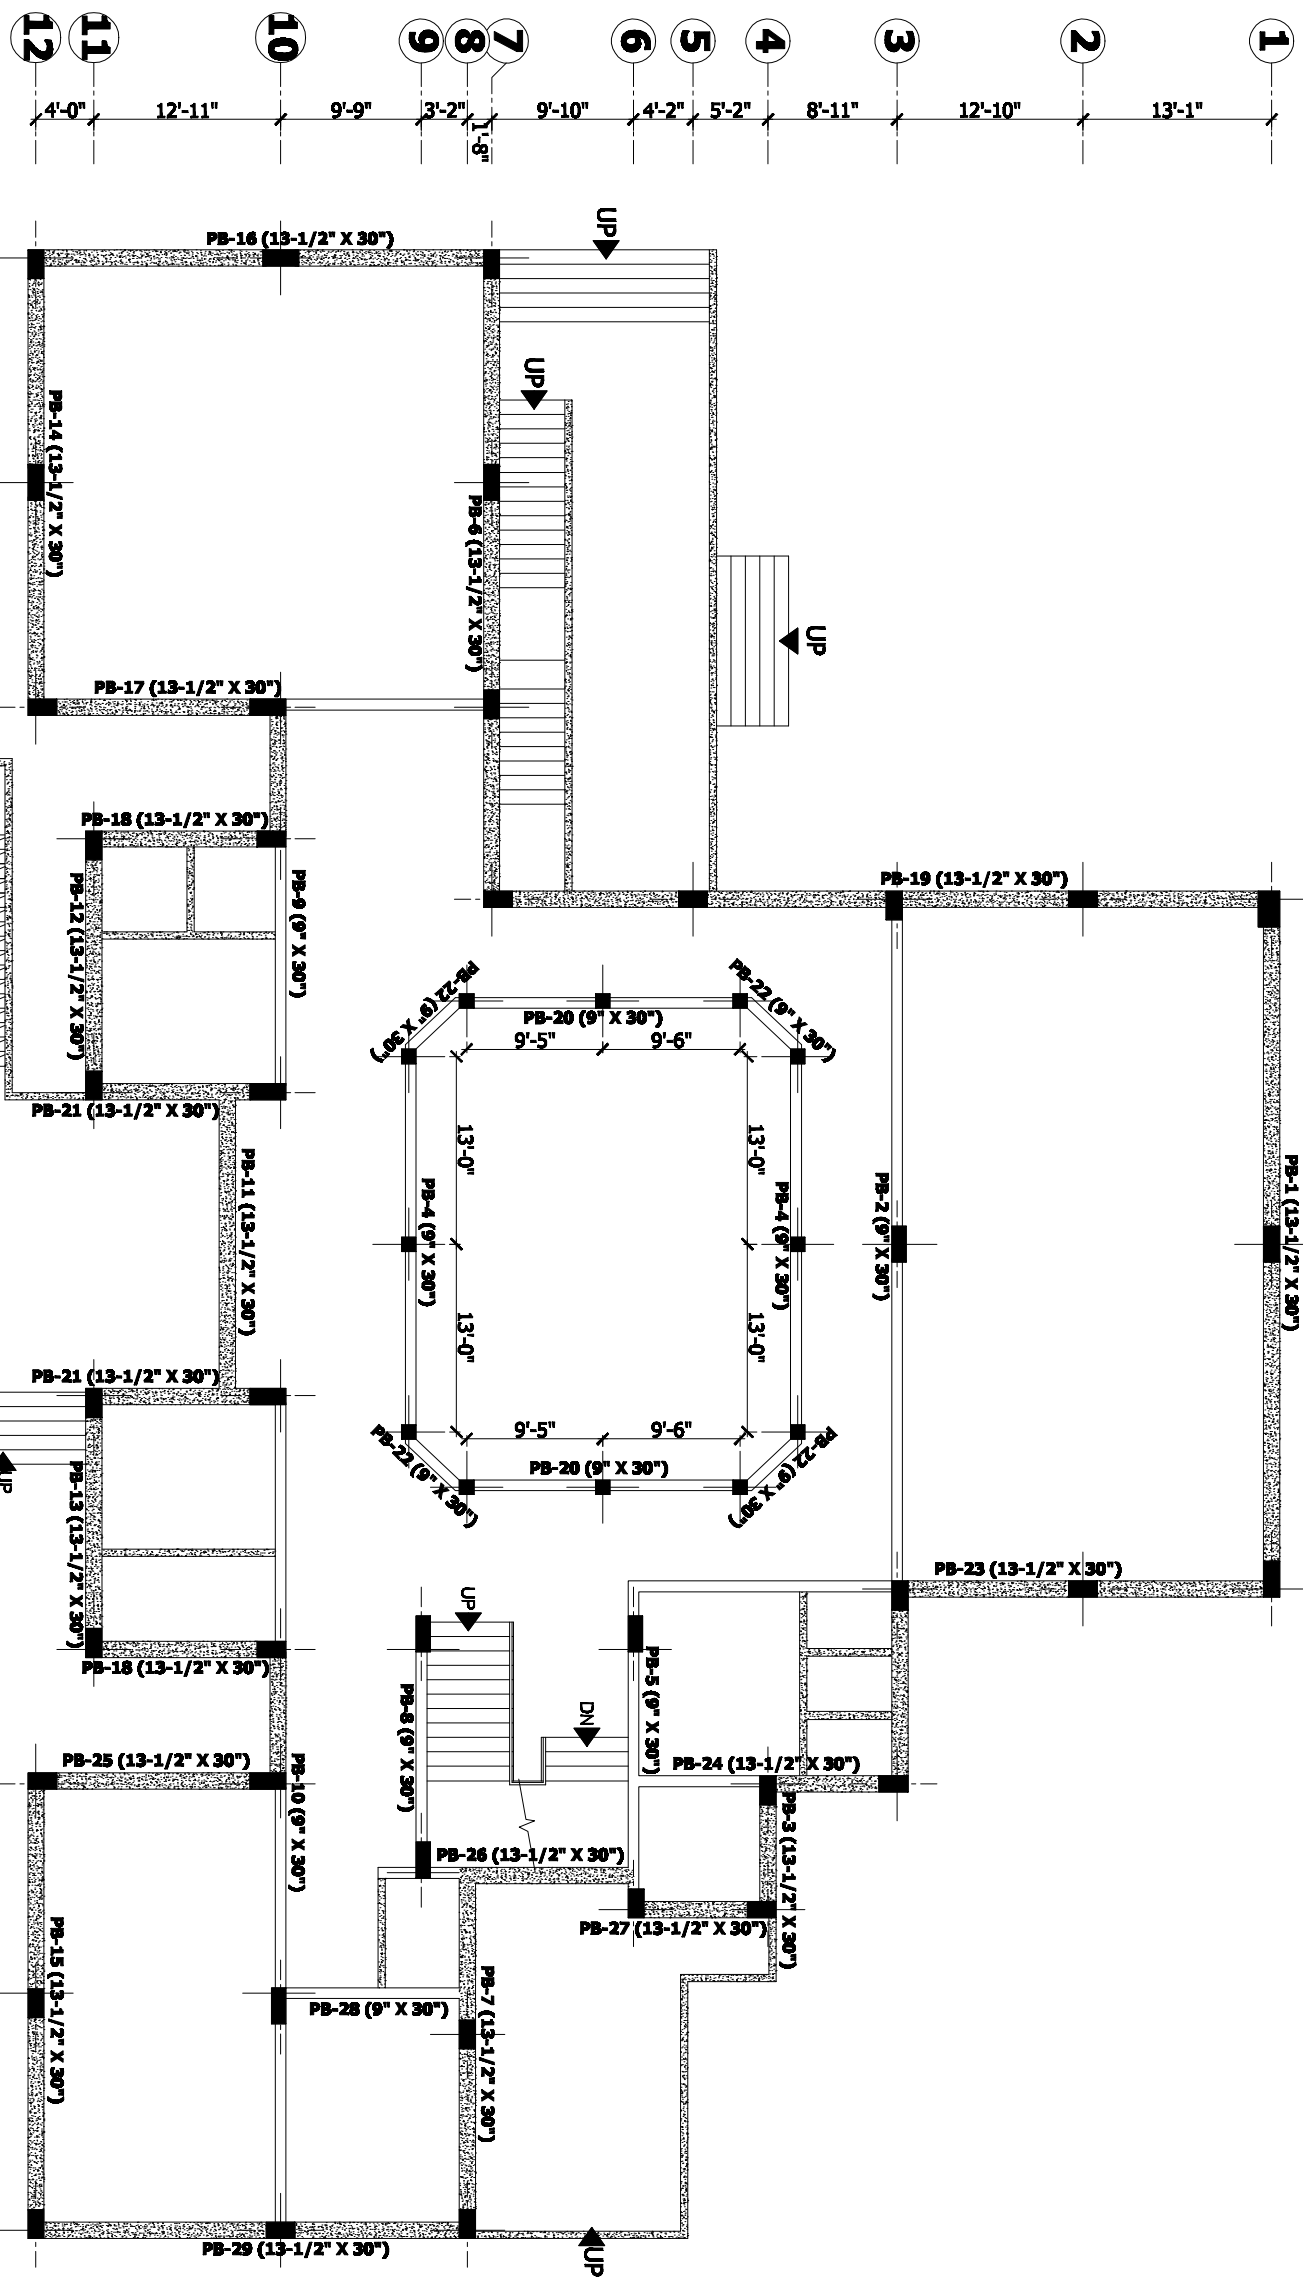 12
11
10
9
8
7
6
5
4
3
2
1
4'-0"
12'-11"
9'-9"
3'-2"
1'-8"
9'-10"
4'-2"
5'-2"
8'-11"
12'-10"
13'-1"
UP
PB-16 (13-1/2" X 30")
UP
PB-14 (13-1/2" X 30")
PB-6 (13-1/2" X 30")
UP
PB-17 (13-1/2" X 30")
PB-18 (13-1/2" X 30")
PB-12 (13-1/2" X 30")
PB-9 (9" X 30")
PB-19 (13-1/2" X 30")
PB-22 (9" X 30")
PB-22 (9" X 30")
PB-20 (9" X 30")
9'-5"
9'-6"
PB-21 (13-1/2" X 30")
13'-0"
13'-0"
PB-11 (13-1/2" X 30")
PB-4 (9" X 30")
PB-4 (9" X 30")
PB-2 (9" X 30")
PB-1 (13-1/2" X 30")
13'-0"
13'-0"
PB-21 (13-1/2" X 30")
9'-5"
9'-6"
PB-22 (9" X 30")
PB-20 (9" X 30")
PB-22 (9" X 30")
UP
PB-13 (13-1/2" X 30")
PB-23 (13-1/2" X 30")
UP
PB-18 (13-1/2" X 30")
PB-8 (9" X 30")
DN
PB-5 (9" X 30")
PB-25 (13-1/2" X 30")
PB-10 (9" X 30")
PB-24 (13-1/2" X 30")
PB-3 (13-1/2" X 30")
PB-26 (13-1/2" X 30")
PB-27 (13-1/2" X 30")
PB-15 (13-1/2" X 30")
PB-28 (9" X 30")
PB-7 (13-1/2" X 30")
PB-29 (13-1/2" X 30")
UP